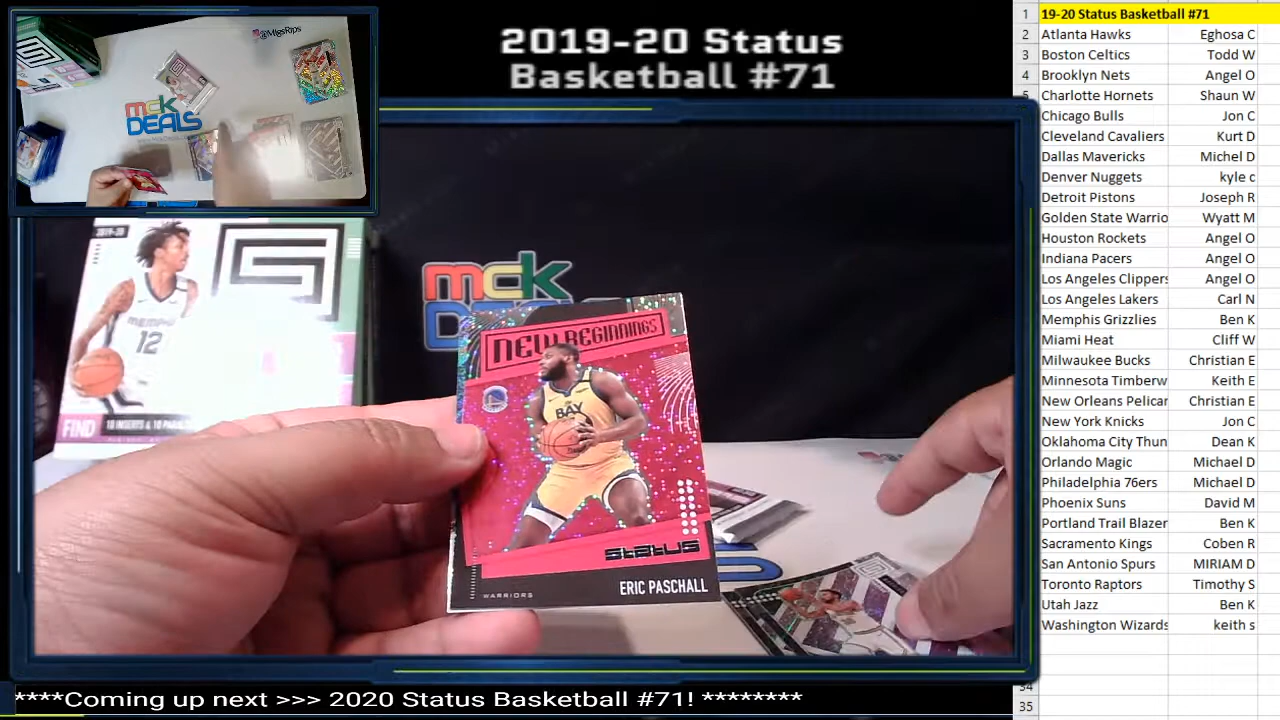 @MigsRips
mck
DEALS
2019-20 Status
Basketball #71
2019-20
MEMPHIS
12
FIND
mck
NEW BEGINNINGS
BAY
status
ERIC PASCHALL
WARRIORS
****Coming up next >>> 2020 Status Basketball #71! ********
1 19-20 Status Basketball #71
2 Atlanta Hawks Eghosa C
3 Boston Celtics Todd W
4 Brooklyn Nets Angel O
5 Charlotte Hornets Shaun W
Chicago Bulls Jon C
Cleveland Cavaliers Kurt D
Dallas Mavericks Michel D
Denver Nuggets kyle c
Detroit Pistons Joseph R
Golden State Warrio Wyatt M
Houston Rockets Angel O
Indiana Pacers Angel O
Los Angeles Clippers Angel O
Los Angeles Lakers Carl N
Memphis Grizzlies Ben K
Miami Heat Cliff W
Milwaukee Bucks Christian E
Minnesota Timberw Keith E
New Orleans Pelican Christian E
New York Knicks Jon C
Oklahoma City Thun Dean K
Orlando Magic Michael D
Philadelphia 76ers Michael D
Phoenix Suns David M
Portland Trail Blazer Ben K
Sacramento Kings Coben R
San Antonio Spurs MIRIAM D
Toronto Raptors Timothy S
Utah Jazz Ben K
Washington Wizards keith s
34
35